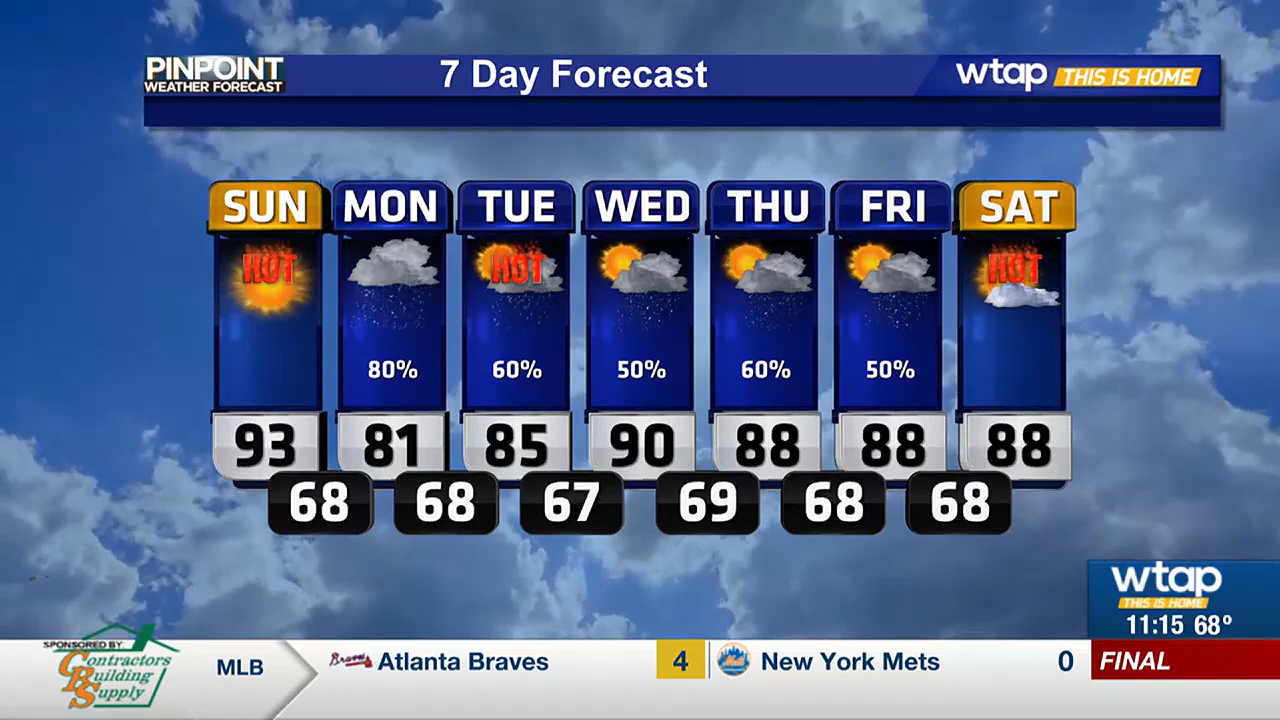 PINPOINT
WEATHER FORECAST
7 Day Forecast
wtap THIS IS HOME
SUN MON TUE WED THU FRI SAT
HOT HOT HOT
80% 60% 50% 60% 50%
93 81 85 90 88 88 88
68 68 67 69 68 68
wtap
THIS IS HOME
11:15 68°
SPONSORED BY:
Contractors
Building
Supply
MLB
Braves Atlanta Braves 4 Mets New York Mets 0 FINAL